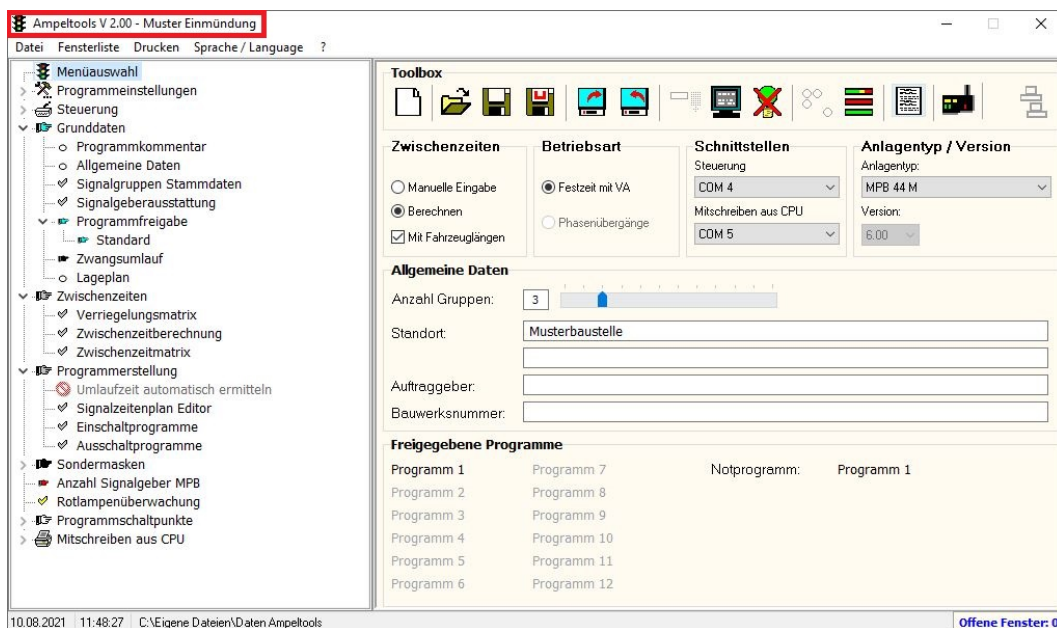 Ampeltools V 2.00 - Muster Einmündung
Datei Fensterliste Drucken Sprache / Language ?
Menüauswahl
Programmeinstellungen
Steuerung
Grunddaten
Programmkommentar
Allgemeine Daten
Signalgruppen Stammdaten
Signalgeberausstattung
Programmfreigabe
Standard
Zwangsumlauf
Lageplan
Zwischenzeiten
Verriegelungsmatrix
Zwischenzeitberechnung
Zwischenzeitmatrix
Programmerstellung
Umlaufzeit automatisch ermitteln
Signalzeitenplan Editor
Einschaltprogramme
Ausschaltprogramme
Sondermasken
Anzahl Signalgeber MPB
Rotlampenüberwachung
Programmschaltpunkte
Mitschreiben aus CPU
Toolbox
Zwischenzeiten
Manuelle Eingabe
Berechnen
Mit Fahrzeuglängen
Betriebsart
Festzeit mit VA
Phasenübergänge
Schnittstellen
Steuerung
COM 4
Mitschreiben aus CPU
COM 5
Anlagentyp / Version
Anlagentyp:
MPB 44 M
Version:
6.00
Allgemeine Daten
Anzahl Gruppen: 3
Standort: Musterbaustelle
Auftraggeber:
Bauwerksnummer:
Freigegebene Programme
Programm 1 Programm 7 Notprogramm: Programm 1
Programm 2 Programm 8
Programm 3 Programm 9
Programm 4 Programm 10
Programm 5 Programm 11
Programm 6 Programm 12
10.08.2021 11:48:27 C:\Eigene Dateien\Daten Ampeltools Offene Fenster: 0